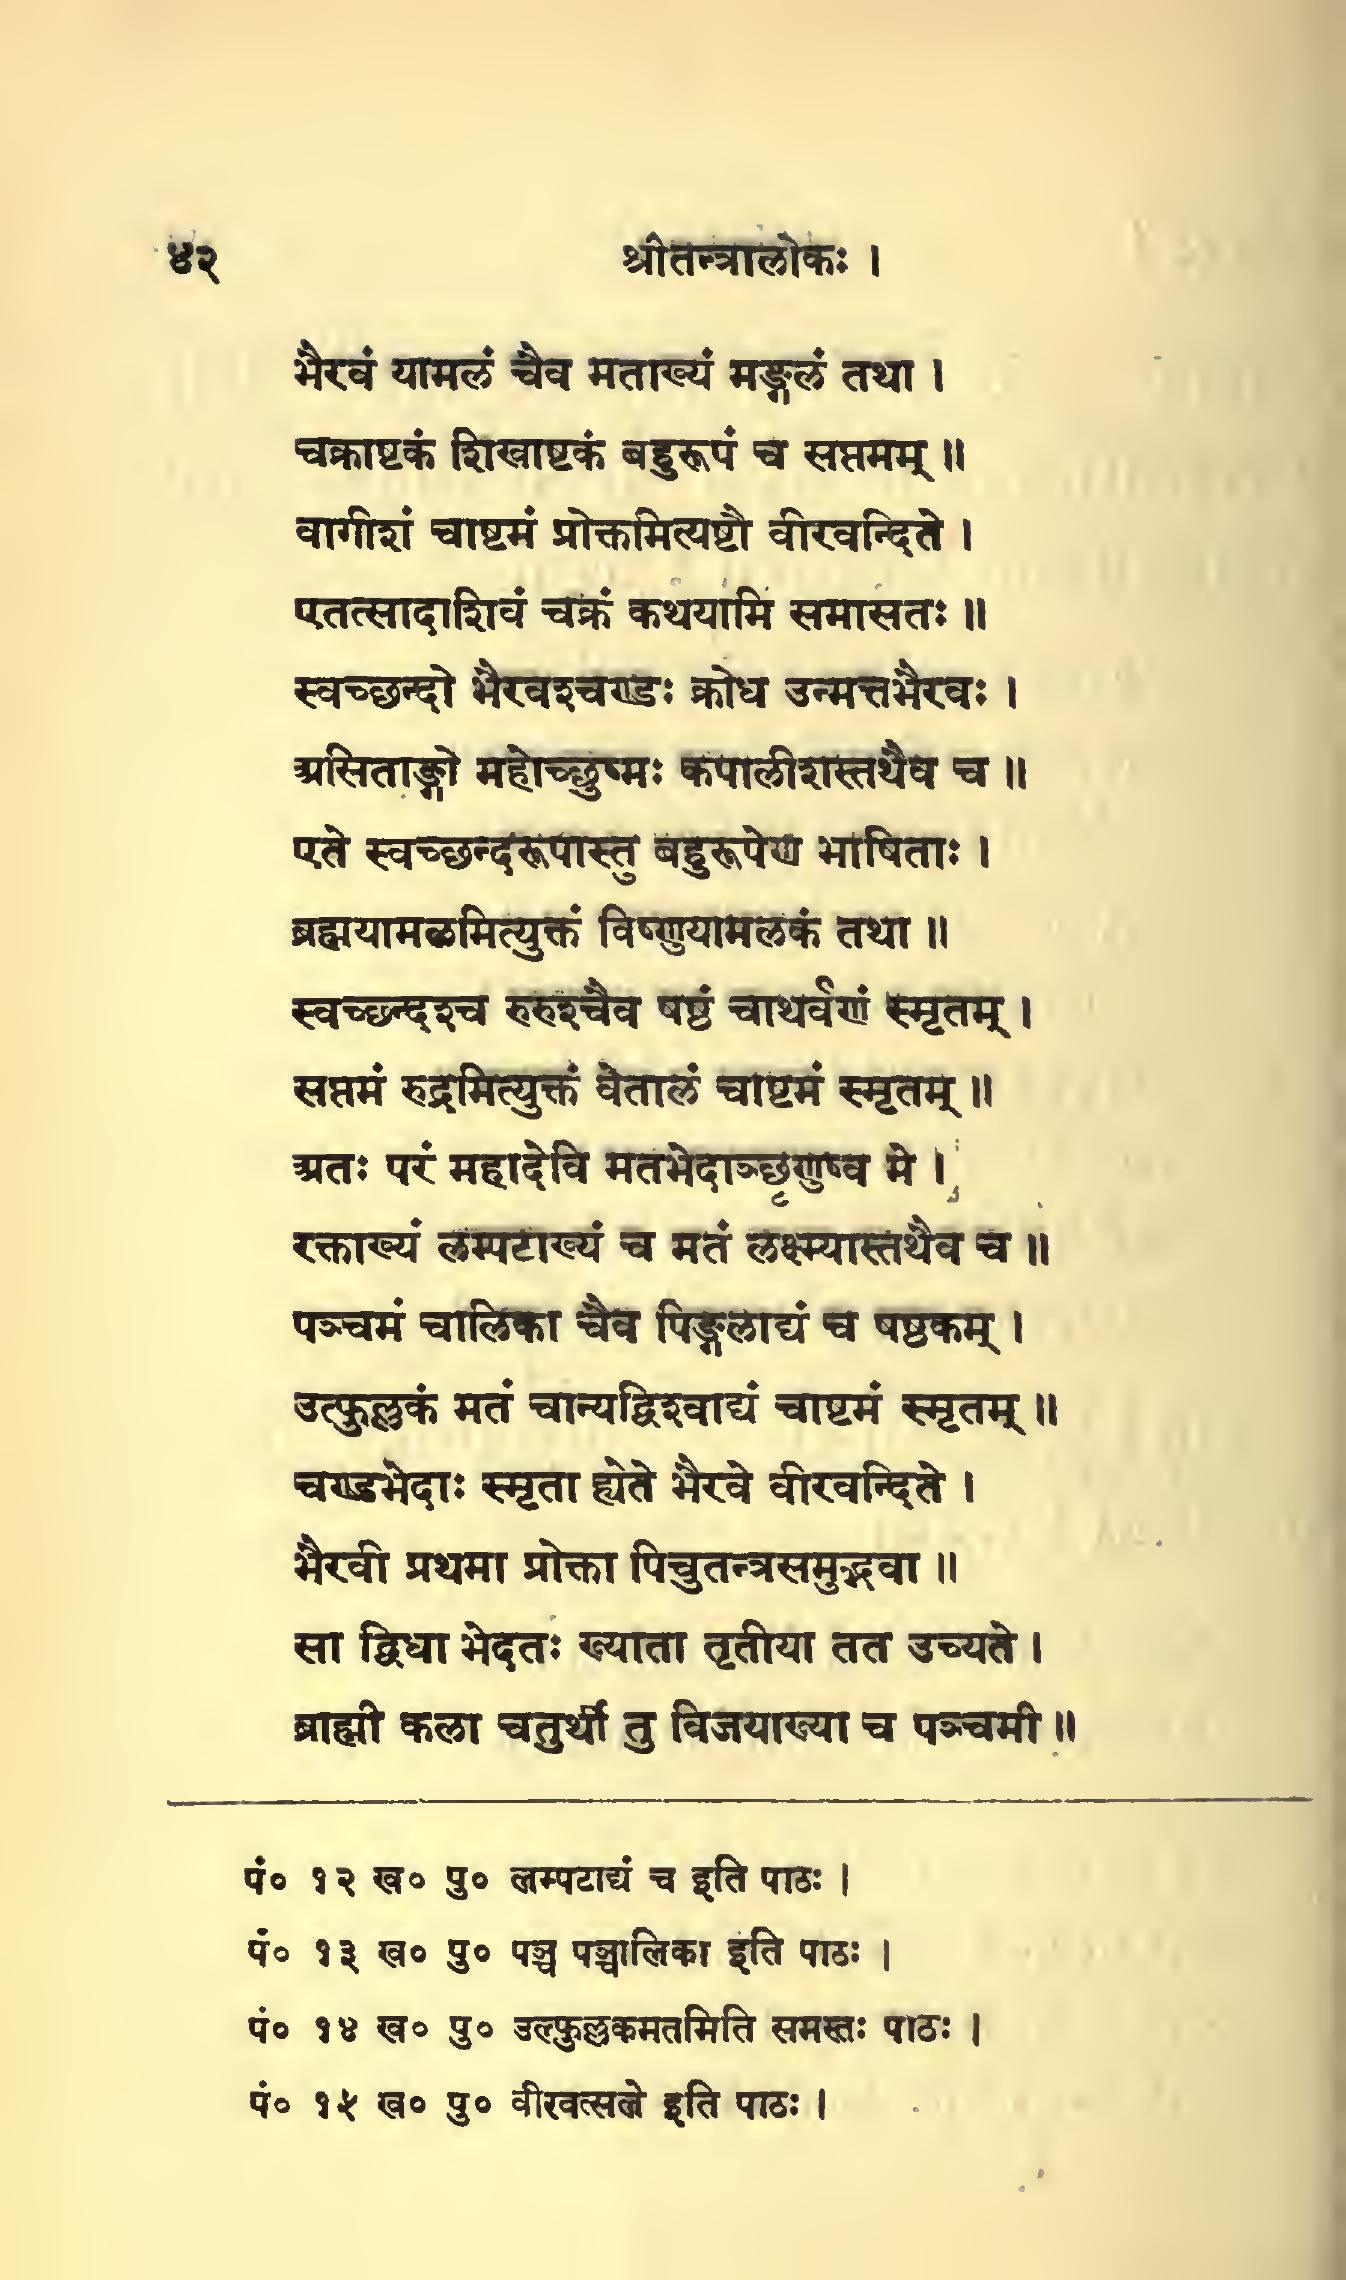 ४२ श्रीतन्त्रालोकः ।
भैरवं यामलं चैव मताख्यं मङ्गलं तथा ।
चक्राष्टकं शिखाष्टकं बहुरूपं च सप्तमम् ॥
वागीशं चाष्टमं प्रोक्तमित्यष्टौ वीरवन्दिते ।
एतत्सादाशिवं चक्रं कथयामि समासतः ॥
स्वच्छन्दो भैरवश्चण्डः क्रोध उन्मत्तभैरवः ।
असिताङ्गो महोच्छुष्मः कपालीशस्तथैव च ॥
एते स्वच्छन्दरूपास्तु बहुरूपेण भाषिताः ।
ब्रह्मयामळमित्युक्तं विष्णुयामलकं तथा ॥
स्वच्छन्दश्च रुरुश्चैव षष्ठं चाथर्वणं स्मृतम् ।
सप्तमं रुद्रमित्युक्तं वेतालं चाष्टमं स्मृतम् ॥
अतः परं महादेवि मतभेदाञ्छृणुष्व मे ।
रक्ताख्यं लम्पटाख्यं च मतं लक्ष्म्यास्तथैव च ॥
पञ्चमं चालिका चैव पिङ्गलाद्यं च षष्ठकम् ।
उत्फुल्लकं मतं चान्यद्विश्वाद्यं चाष्टमं स्मृतम् ॥
चण्डभेदाः स्मृता ह्येते भैरवे वीरवन्दिते ।
भैरवी प्रथमा प्रोक्ता पिचुतन्त्रसमुद्भवा ॥
सा द्विधा भेदतः ख्याता तृतीया तत उच्यते ।
ब्राह्मी कला चतुर्थी तु विजयाख्या च पञ्चमी ॥
पं० १२ ख० पु० लम्पटाद्यं च इति पाठः ।
पं० १३ ख० पु० पञ्च पञ्चालिका इति पाठः ।
पं० १४ ख० पु० उत्फुल्लकमतमिति समस्तः पाठः ।
पं० १५ ख० पु० वीरवत्सले इति पाठः ।